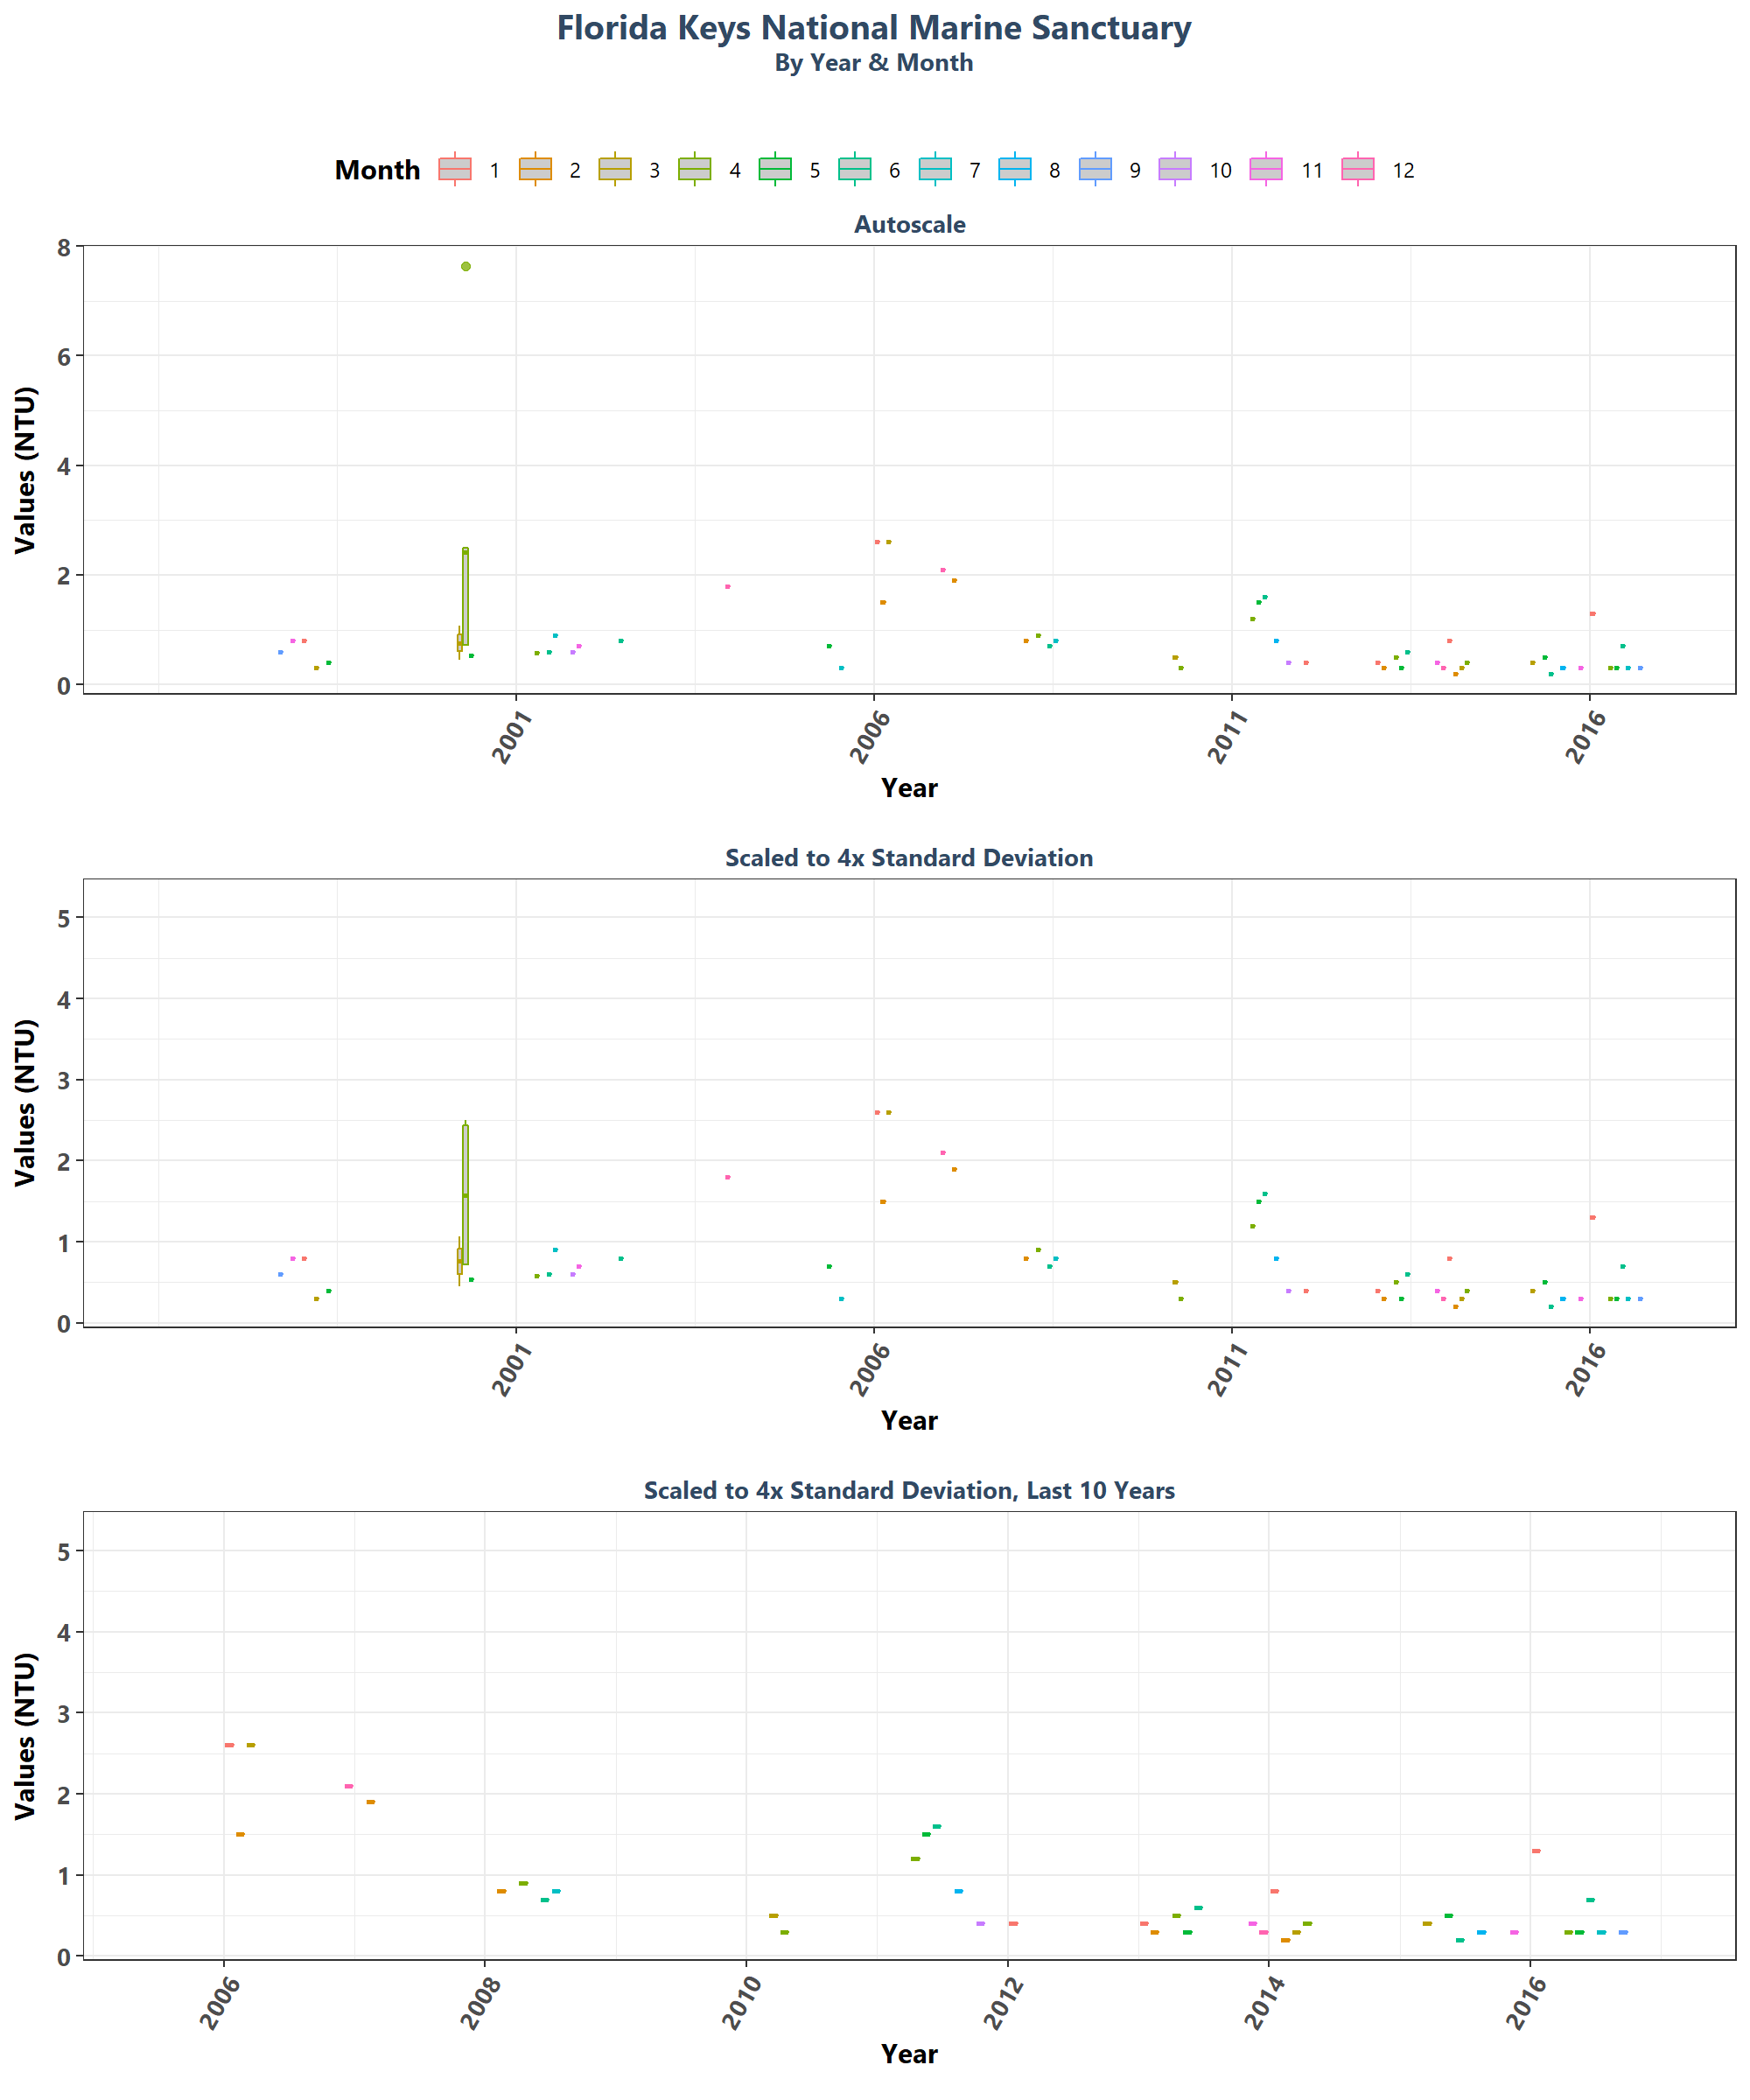 Florida Keys National Marine Sanctuary
By Year & Month
Month 1 2 3 4 5 6 7 8 9 10 11 12
Autoscale
Values (NTU)
8
6
4
2
0
2001 2006 2011 2016
Year
Scaled to 4x Standard Deviation
Values (NTU)
5
4
3
2
1
0
2001 2006 2011 2016
Year
Scaled to 4x Standard Deviation, Last 10 Years
Values (NTU)
5
4
3
2
1
0
2006 2008 2010 2012 2014 2016
Year